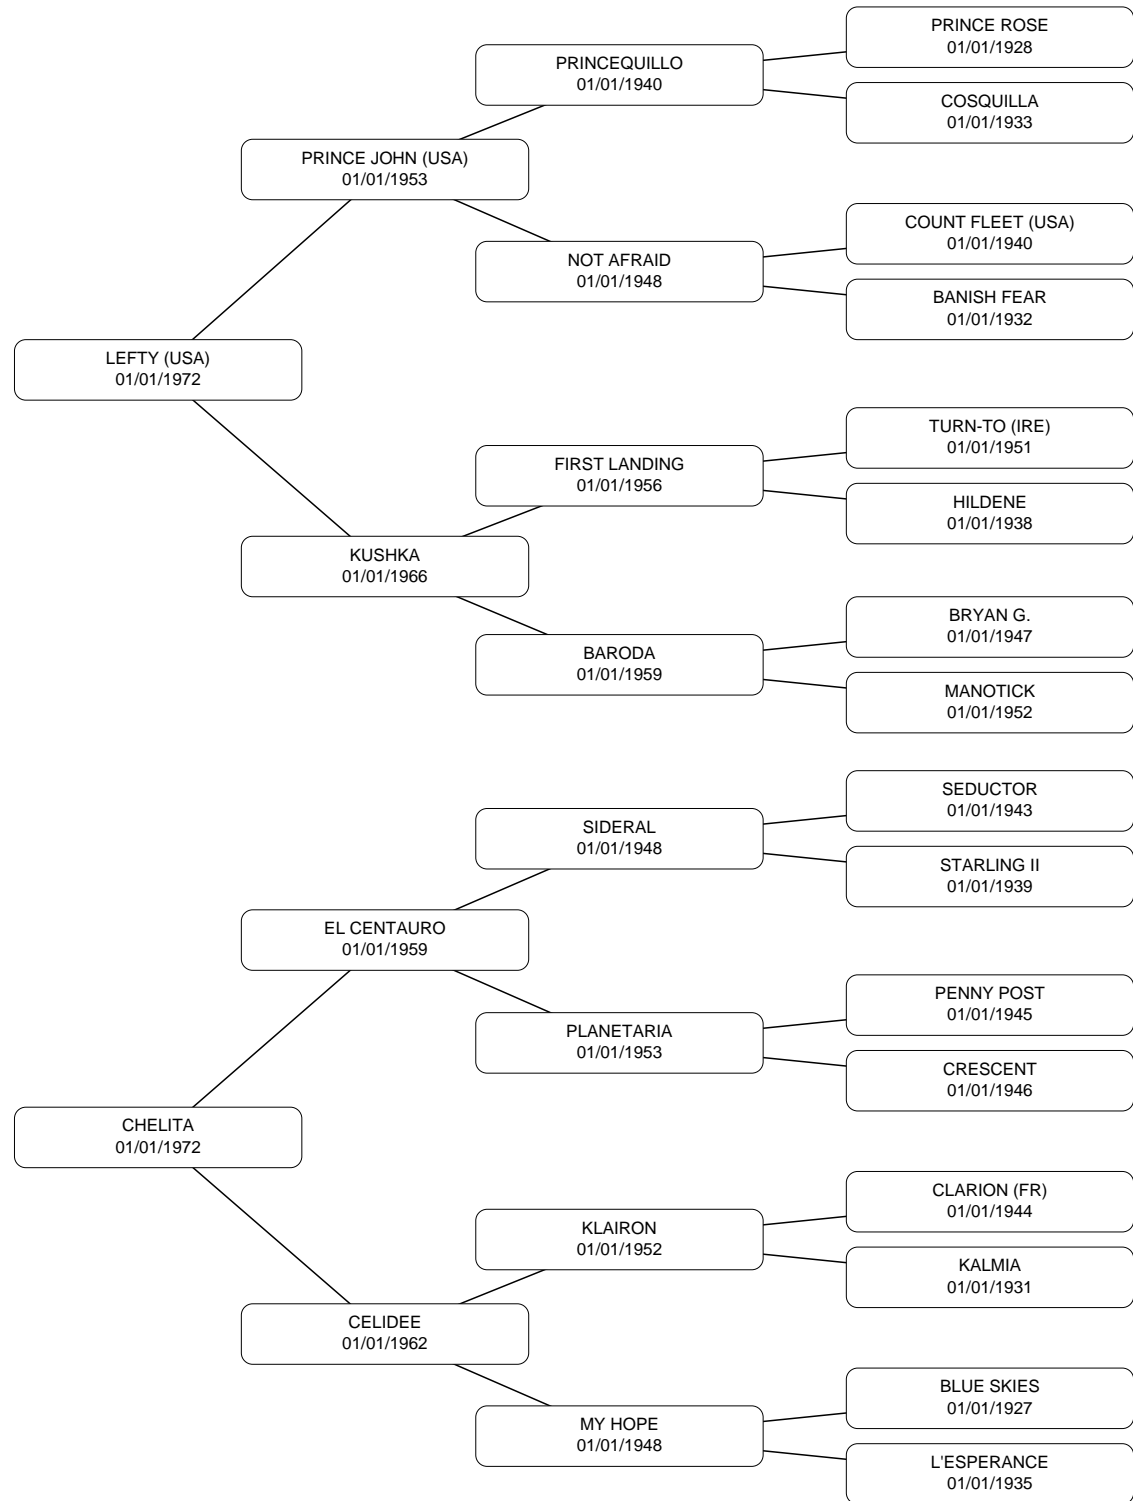 PRINCE ROSE
01/01/1928
PRINCEQUILLO
01/01/1940
COSQUILLA
01/01/1933
PRINCE JOHN (USA)
01/01/1953
COUNT FLEET (USA)
01/01/1940
NOT AFRAID
01/01/1948
BANISH FEAR
01/01/1932
LEFTY (USA)
01/01/1972
TURN-TO (IRE)
01/01/1951
FIRST LANDING
01/01/1956
HILDENE
01/01/1938
KUSHKA
01/01/1966
BRYAN G.
01/01/1947
BARODA
01/01/1959
MANOTICK
01/01/1952
SEDUCTOR
01/01/1943
SIDERAL
01/01/1948
STARLING II
01/01/1939
EL CENTAURO
01/01/1959
PENNY POST
01/01/1945
PLANETARIA
01/01/1953
CRESCENT
01/01/1946
CHELITA
01/01/1972
CLARION (FR)
01/01/1944
KLAIRON
01/01/1952
KALMIA
01/01/1931
CELIDEE
01/01/1962
BLUE SKIES
01/01/1927
MY HOPE
01/01/1948
L'ESPERANCE
01/01/1935